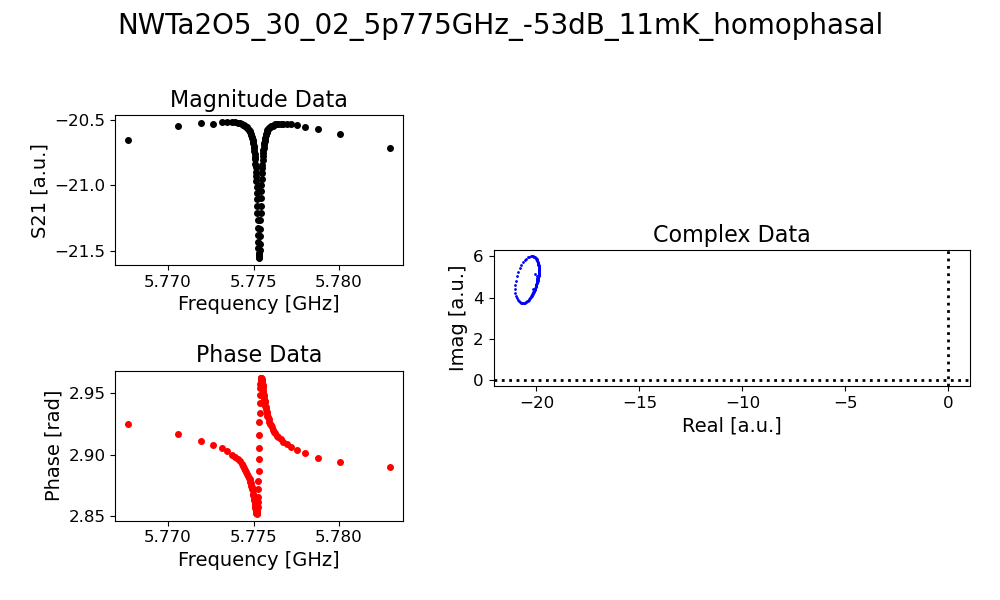 NWTa2O5_30_02_5p775GHz_-53dB_11mK_homophasal
Magnitude Data
−20.5
−21.0
−21.5
S21 [a.u.]
5.770 5.775 5.780
Frequency [GHz]
Phase Data
2.95
2.90
2.85
Phase [rad]
5.770 5.775 5.780
Frequency [GHz]
Complex Data
6
4
2
0
Imag [a.u.]
−20 −15 −10 −5 0
Real [a.u.]